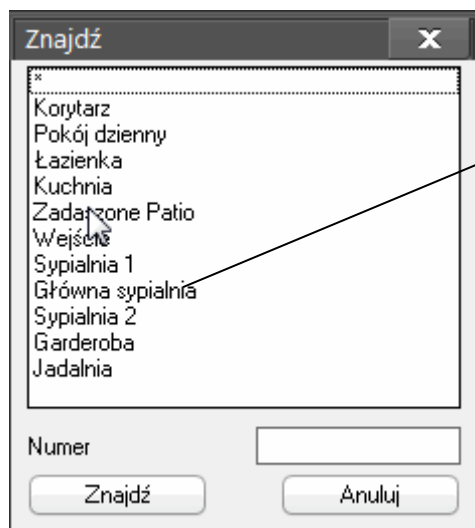 Znajdź
*
Korytarz
Pokój dzienny
Łazienka
Kuchnia
Zadaszone Patio
Wejście
Sypialnia 1
Główna sypialnia
Sypialnia 2
Garderoba
Jadalnia
Numer
Znajdź
Anuluj